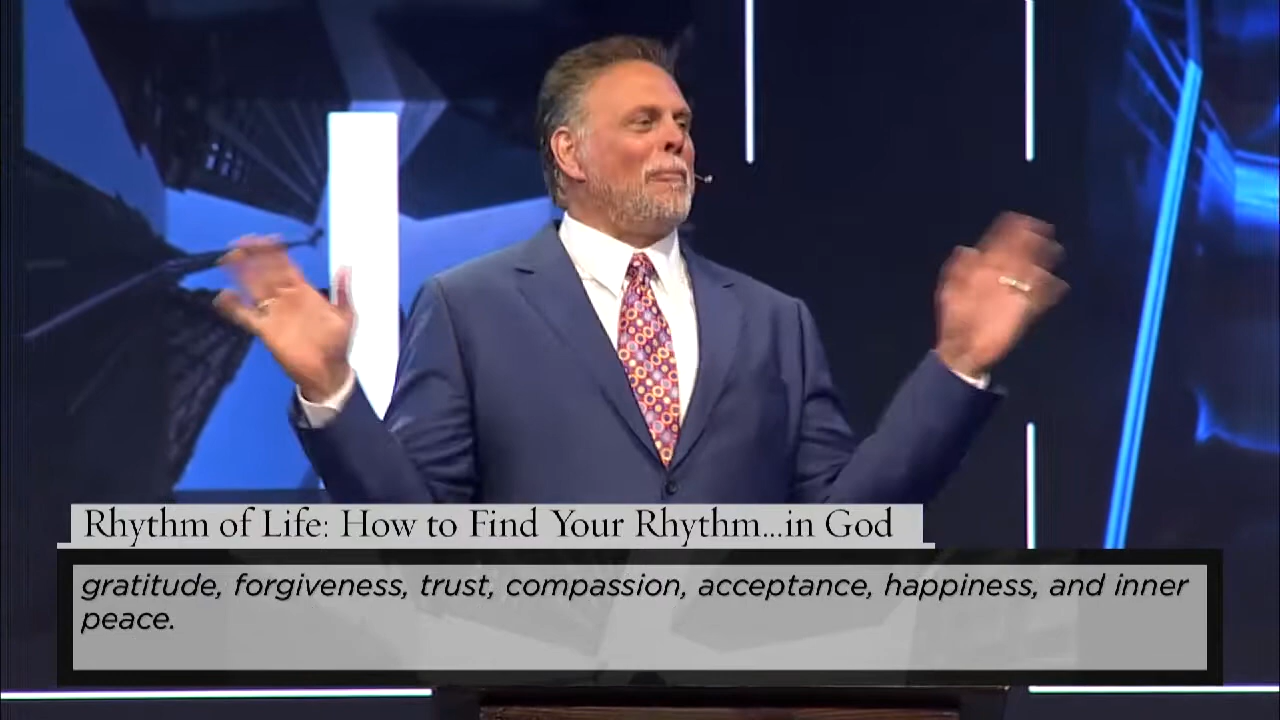 Rhythm of Life: How to Find Your Rhythm...in God
gratitude, forgiveness, trust, compassion, acceptance, happiness, and inner
peace.